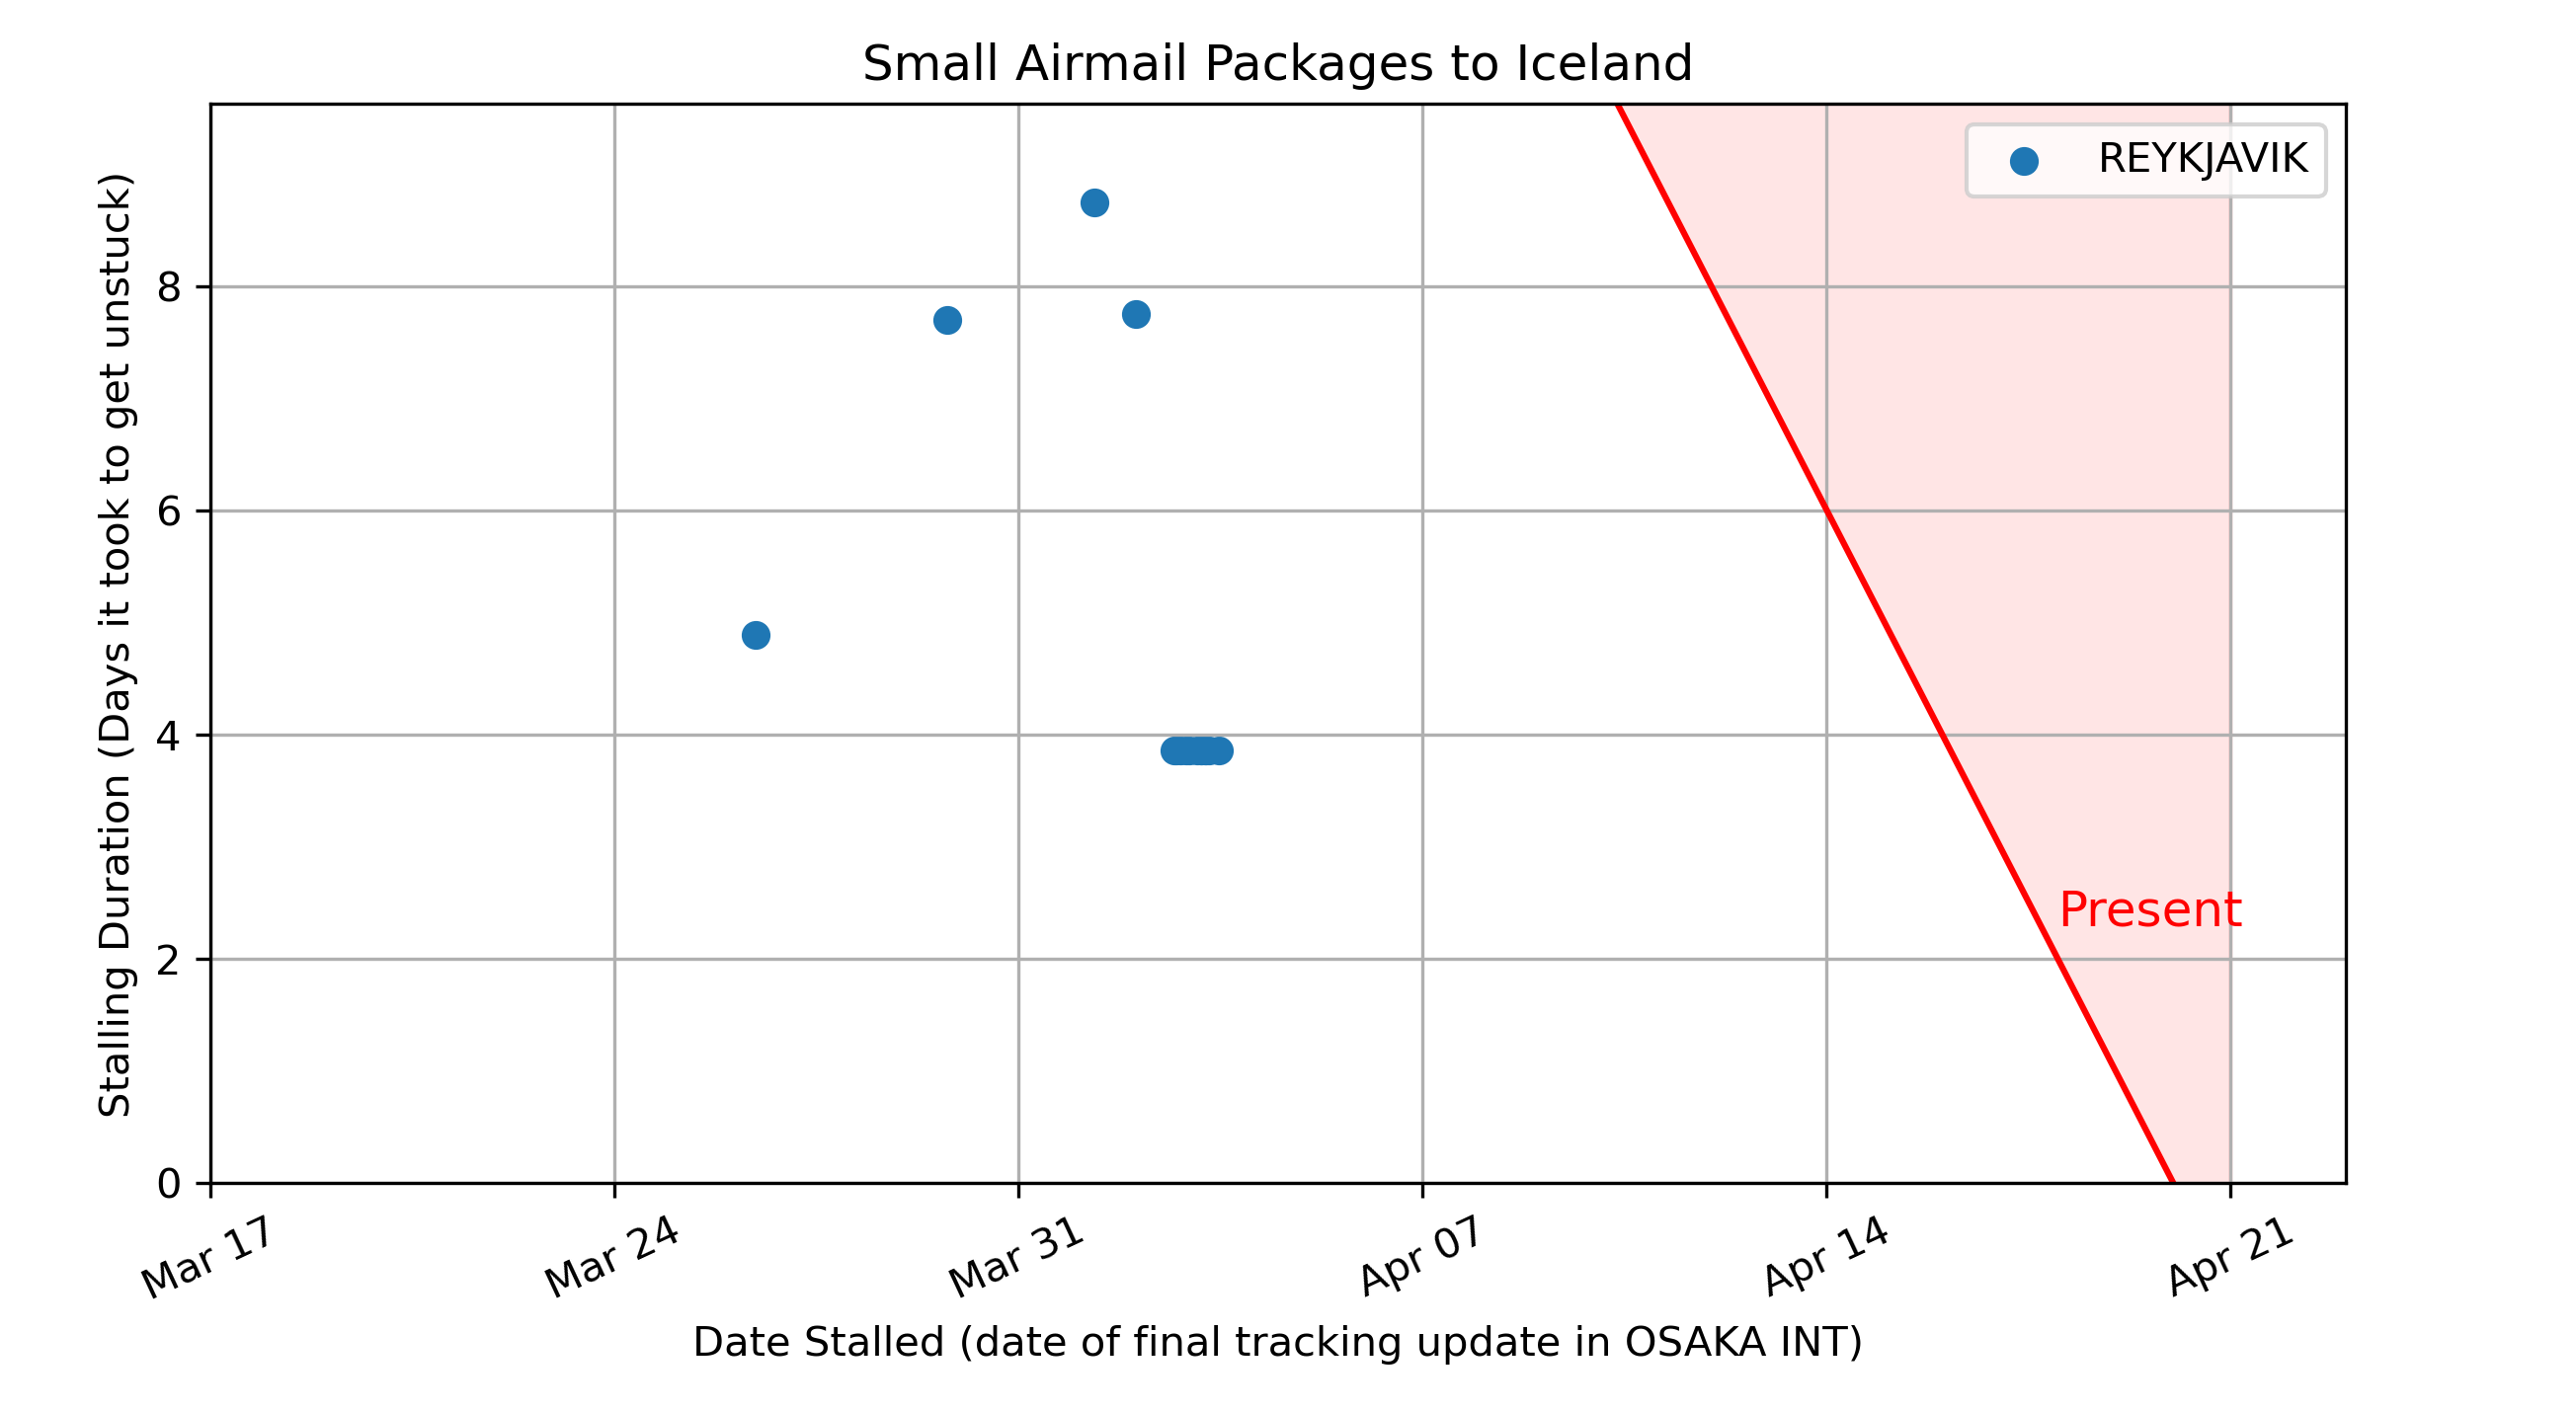 Small Airmail Packages to Iceland
REYKJAVIK
Stalling Duration (Days it took to get unstuck)
8
6
4
2
0
Present
Mar 17
Mar 24
Mar 31
Apr 07
Apr 14
Apr 21
Date Stalled (date of final tracking update in OSAKA INT)